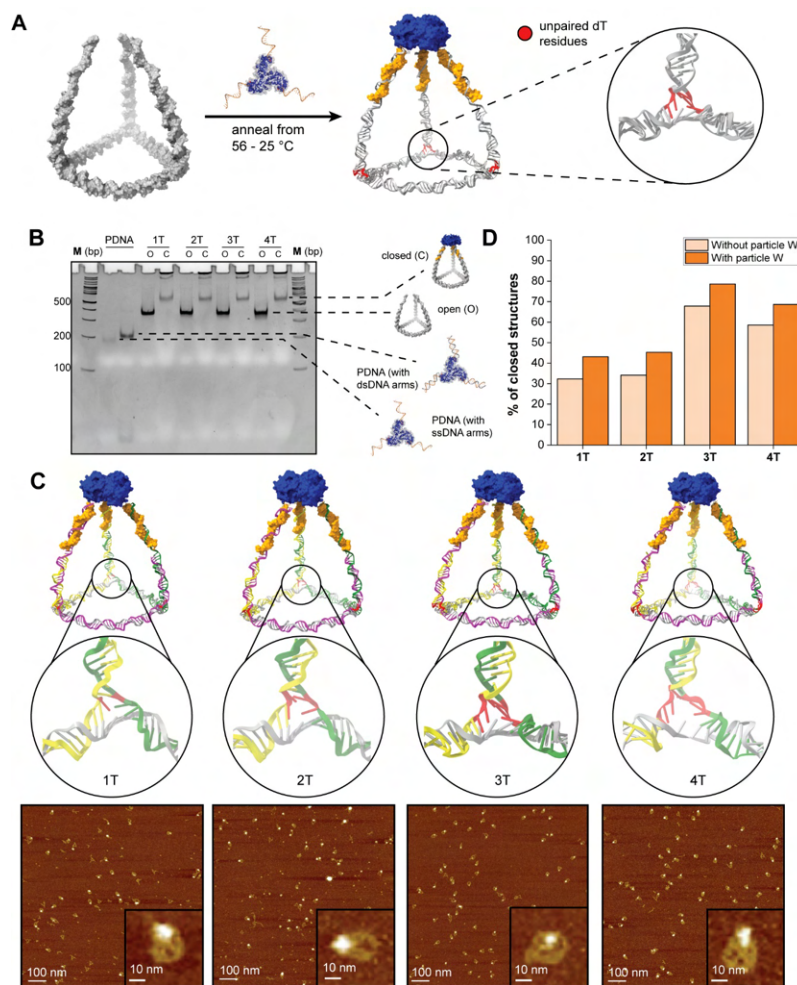 A
anneal from
56 - 25 °C
unpaired dT
residues
B
PDNA 1T 2T 3T 4T
M (bp) O C O C O C O C M (bp)
500
200
100
closed (C)
open (O)
PDNA (with
dsDNA arms)
PDNA (with
ssDNA arms)
D
Without particle W
With particle W
% of closed structures
100
90
80
70
60
50
40
30
20
10
0
1T 2T 3T 4T
C
1T 2T 3T 4T
100 nm 10 nm 100 nm 10 nm 100 nm 10 nm 100 nm 10 nm